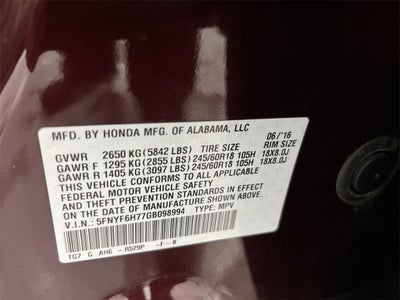 MFD. BY HONDA MFG. OF ALABAMA, LLC 06/16
GVWR 2650 KG (5842 LBS) TIRE SIZE RIM SIZE
GAWR F 1295 KG (2855 LBS) 245/60R18 105H 18X8.0J
GAWR R 1405 KG (3097 LBS) 245/60R18 105H 18X8.0J
THIS VEHICLE CONFORMS TO ALL APPLICABLE
FEDERAL MOTOR VEHICLE SAFETY AND
THEFT PREVENTION STANDARDS IN EFFECT ON THE
DATE OF MANUFACTURE SHOWN ABOVE.
V.I.N.: 5FNYF6H77GB098994 TYPE: MPV
TG7 G AH6 -R529P -F-B